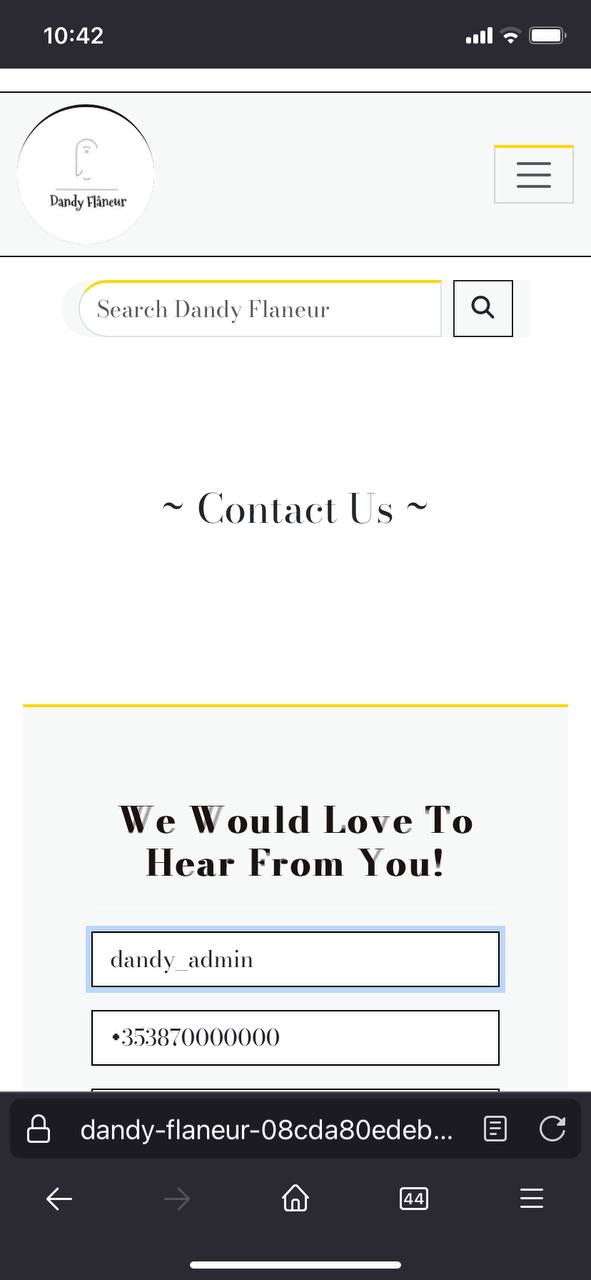 10:42
Dandy Flâneur
Search Dandy Flaneur
~ Contact Us ~
We Would Love To
Hear From You!
dandy_admin
+353870000000
dandy-flaneur-08cda80edeb...
44